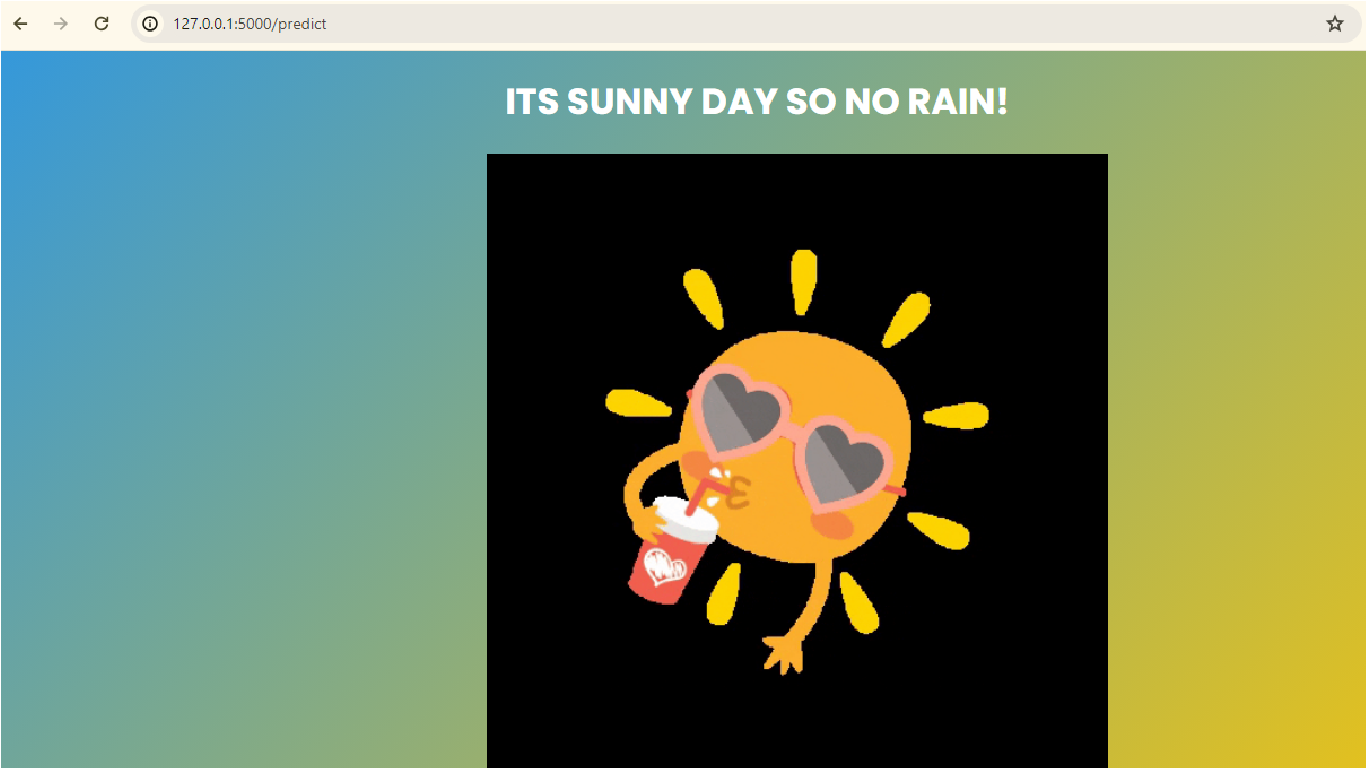 127.0.0.1:5000/predict
ITS SUNNY DAY SO NO RAIN!